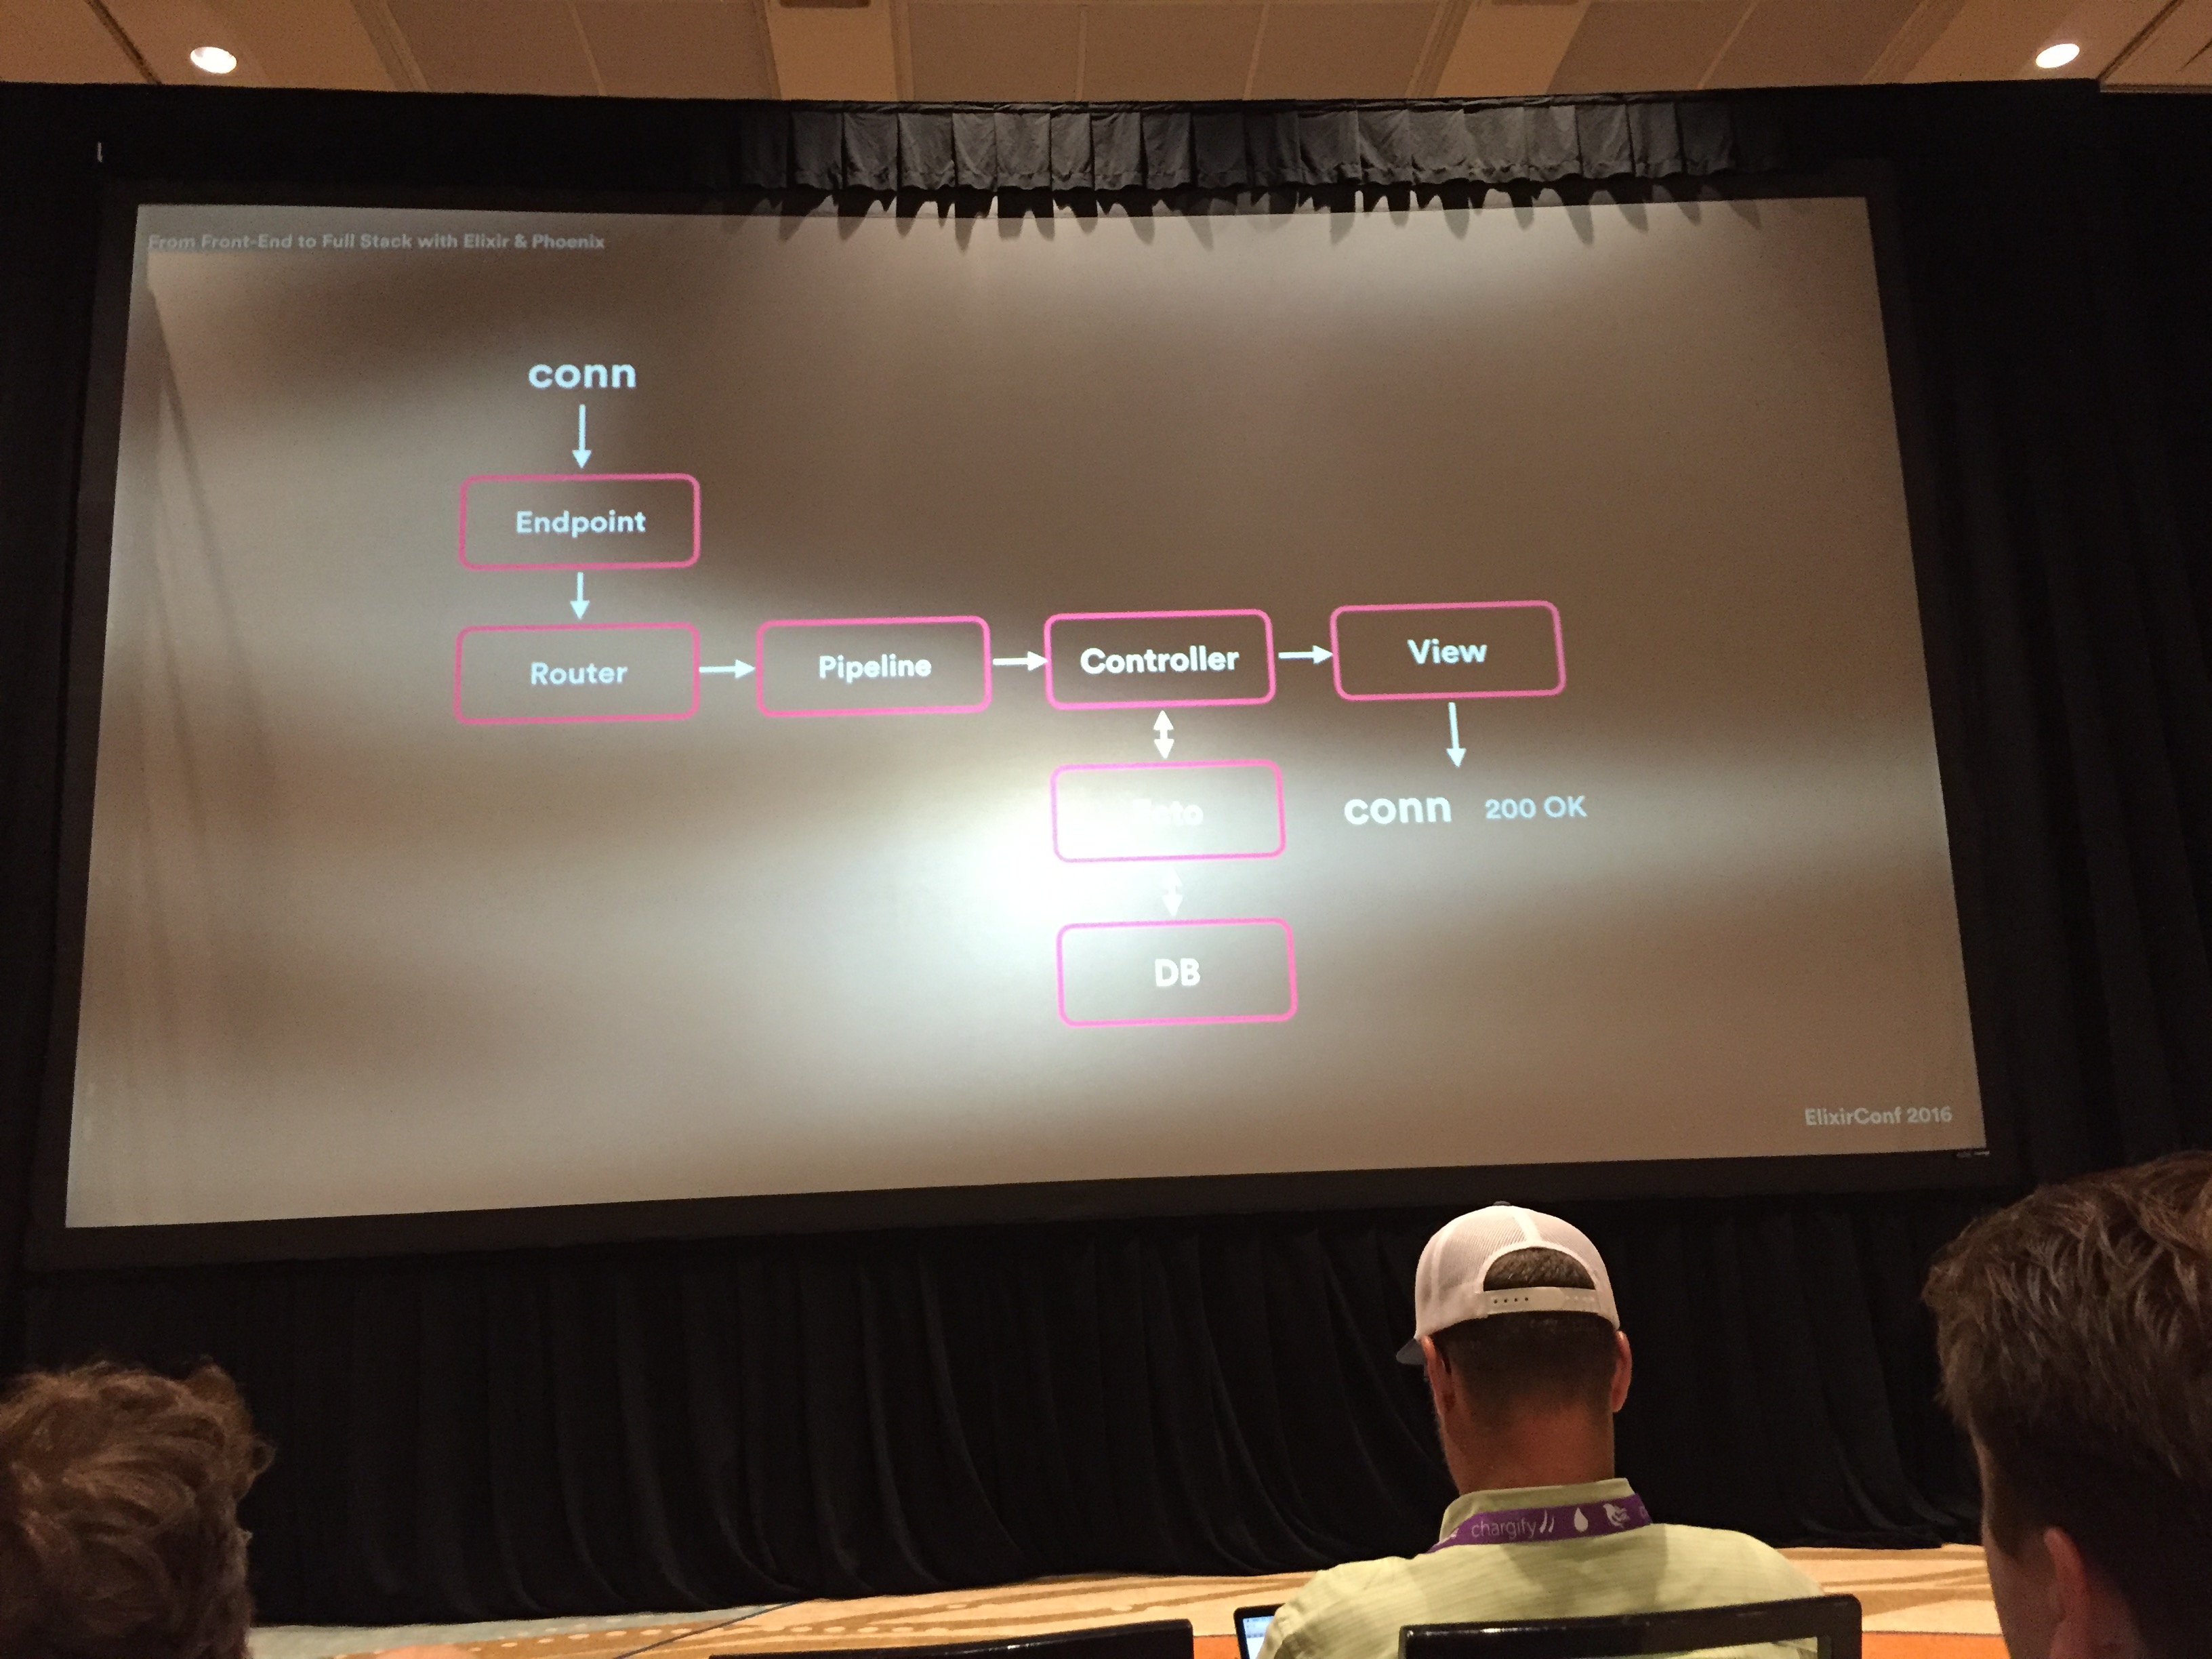 From Front-End to Full Stack with Elixir & Phoenix
conn
Endpoint
Router
Pipeline
Controller
View
Ecto
conn 200 OK
DB
ElixirConf 2016
chargify